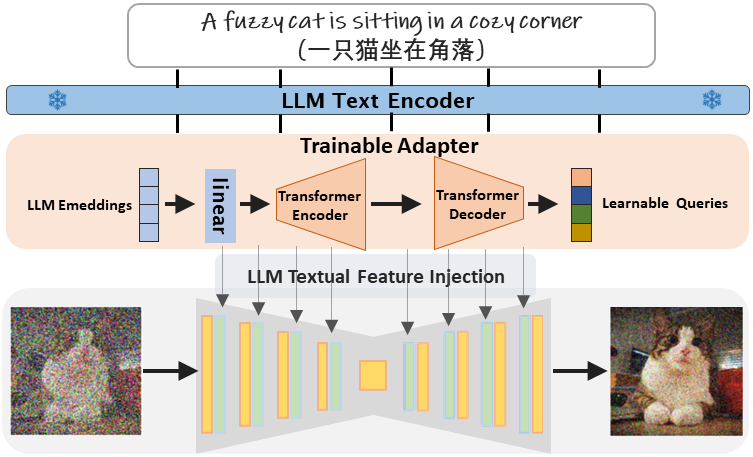 A fuzzy cat is sitting in a cozy corner
(一只猫坐在角落)
LLM Text Encoder
Trainable Adapter
LLM Emeddings
linear
Transformer
Encoder
Transformer
Decoder
Learnable Queries
LLM Textual Feature Injection